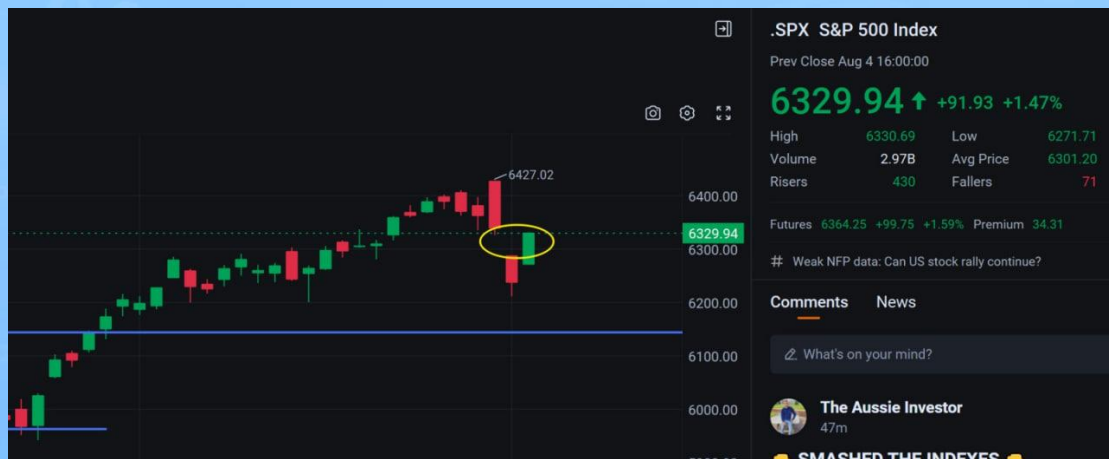 6427.02
6400.00
6329.94
6300.00
6200.00
6100.00
6000.00
.SPX S&P 500 Index
Prev Close Aug 4 16:00:00
6329.94 +91.93 +1.47%
High 6330.69 Low 6271.71
Volume 2.97B Avg Price 6301.20
Risers 430 Fallers 71
Futures 6364.25 +99.75 +1.59% Premium 34.31
# Weak NFP data: Can US stock rally continue?
Comments News
What's on your mind?
The Aussie Investor
47m
SMASHED THE INDEXES